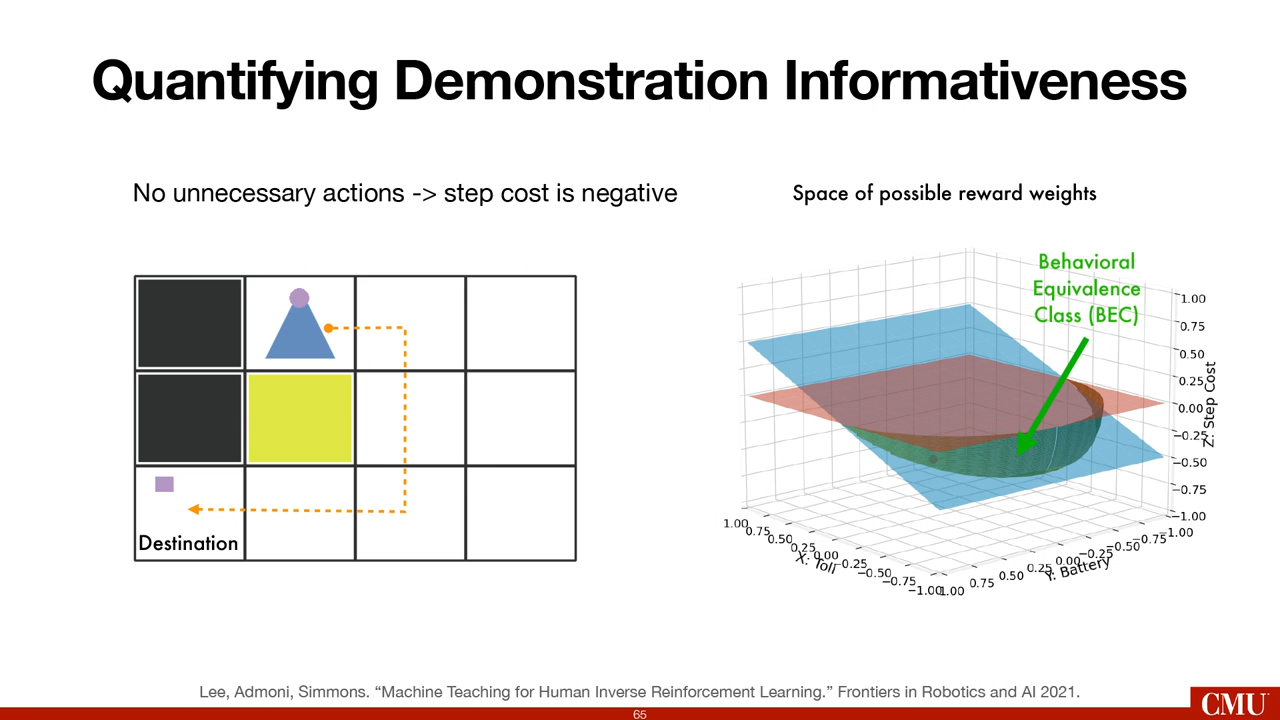 Quantifying Demonstration Informativeness
No unnecessary actions -> step cost is negative
Space of possible reward weights
Behavioral
Equivalence
Class (BEC)
Destination
1.00
0.75
0.50
0.25
0.00
−0.25
−0.50
−0.75
−1.00
Z: Step Cost
1.00
0.75
0.50
0.25
0.00
−0.25
−0.50
−0.75
−1.00
X: Toll
1.00
0.75
0.50
0.25
0.00
−0.25
−0.50
−0.75
−1.00
Y: Battery
Lee, Admoni, Simmons. “Machine Teaching for Human Inverse Reinforcement Learning.” Frontiers in Robotics and AI 2021.
65
CMU